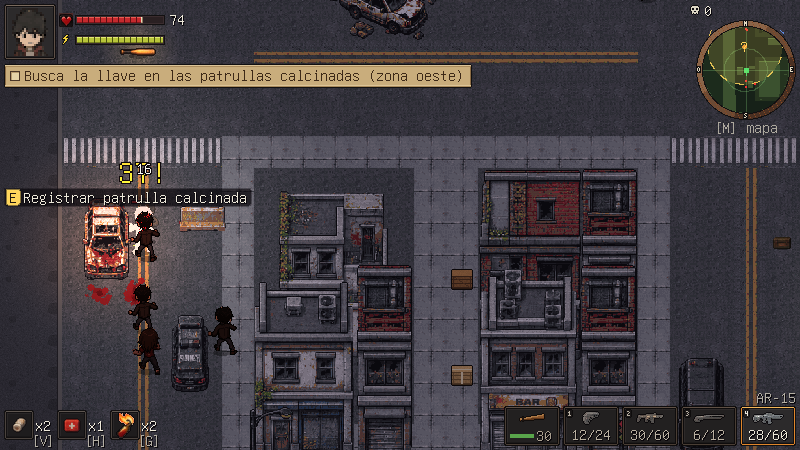 74
0
Busca la llave en las patrullas calcinadas (zona oeste)
N
O
E
S
[M] mapa
16
E Registrar patrulla calcinada
BAR
AR-15
x2
[V]
x1
[H]
x2
[G]
30
1
12/24
2
30/60
3
6/12
4
28/60